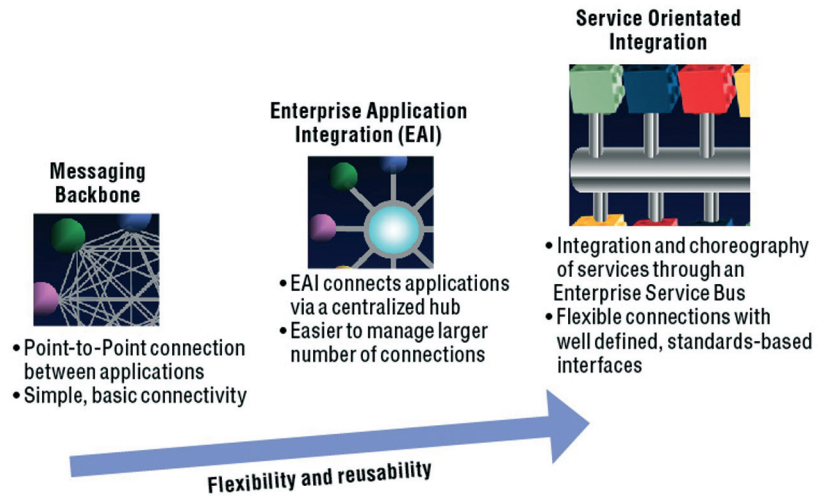 Messaging
Backbone
• Point-to-Point connection
between applications
• Simple, basic connectivity
Enterprise Application
Integration (EAI)
• EAI connects applications
via a centralized hub
• Easier to manage larger
number of connections
Service Orientated
Integration
• Integration and choreography
of services through an
Enterprise Service Bus
• Flexible connections with
well defined, standards-based
interfaces
Flexibility and reusability